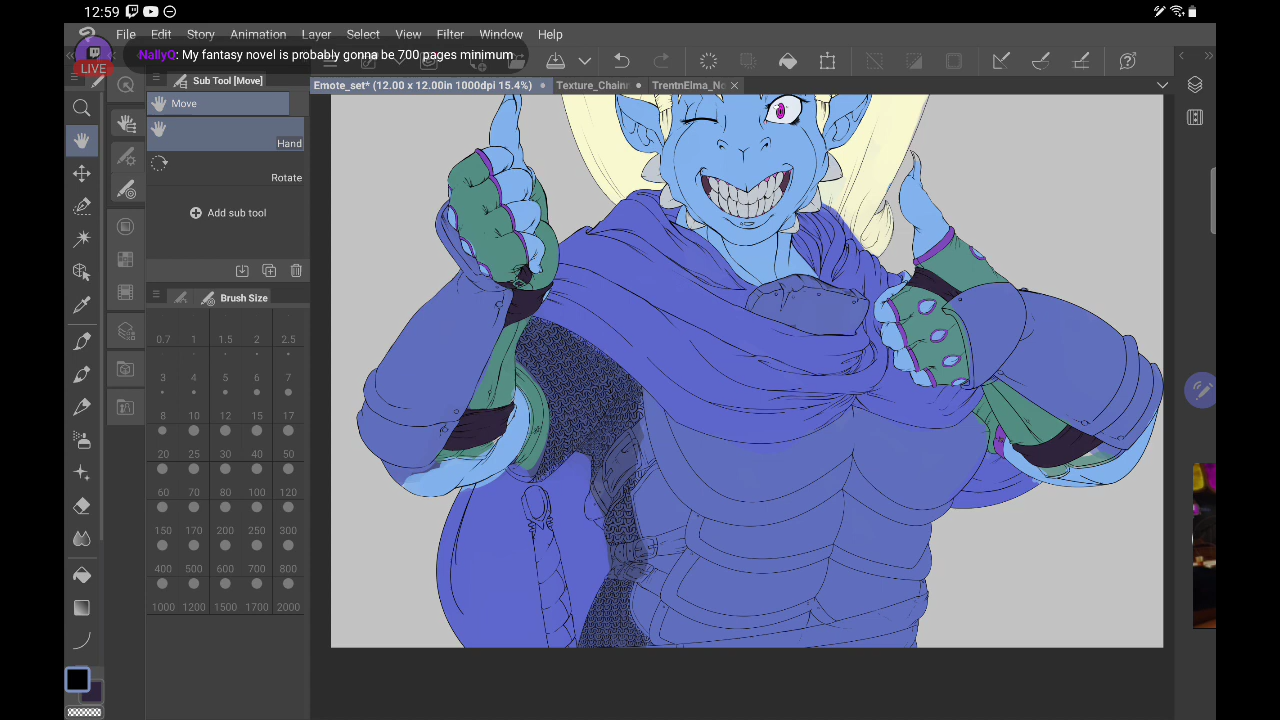 12:59
File Edit Story Animation Layer Select View Filter Window Help
NallyO: My fantasy novel is probably gonna be 700 pages minimum
LIVE
Sub Tool [Move]
Emote_set* (12.00 x 12.00in 1000dpi 15.4%)
Texture_Chain
TrentnElma_No
Move
Hand
Rotate
Add sub tool
Brush Size
0.7 1 1.5 2 2.5
3 4 5 6 7
8 10 12 15 17
20 25 30 40 50
60 70 80 100 120
150 170 200 250 300
400 500 600 700 800
1000 1200 1500 1700 2000